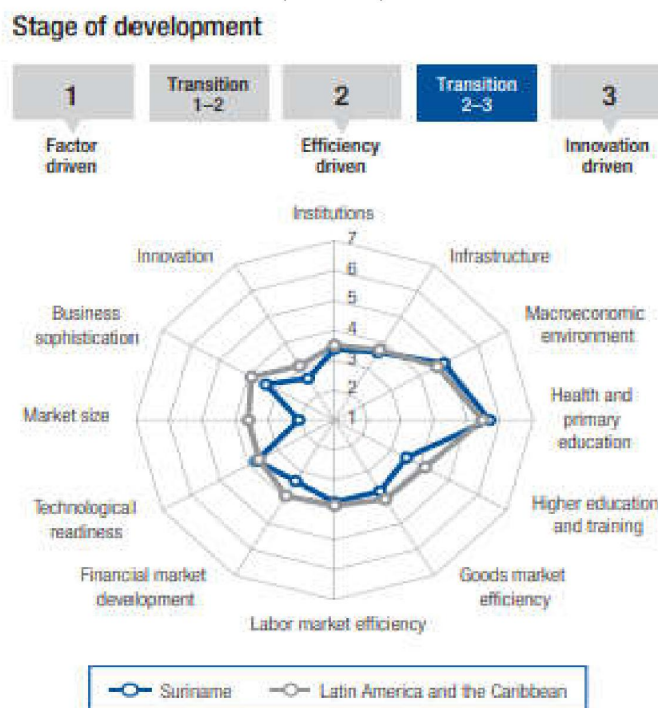 Stage of development
1
Transition
1–2
2
Transition
2–3
3
Factor
driven
Efficiency
driven
Innovation
driven
Institutions
Innovation
Infrastructure
Business
sophistication
Macroeconomic
environment
Market size
Health and
primary
education
Technological
readiness
Higher education
and training
Financial market
development
Goods market
efficiency
Labor market efficiency
7
6
5
4
3
2
1
Suriname
Latin America and the Caribbean